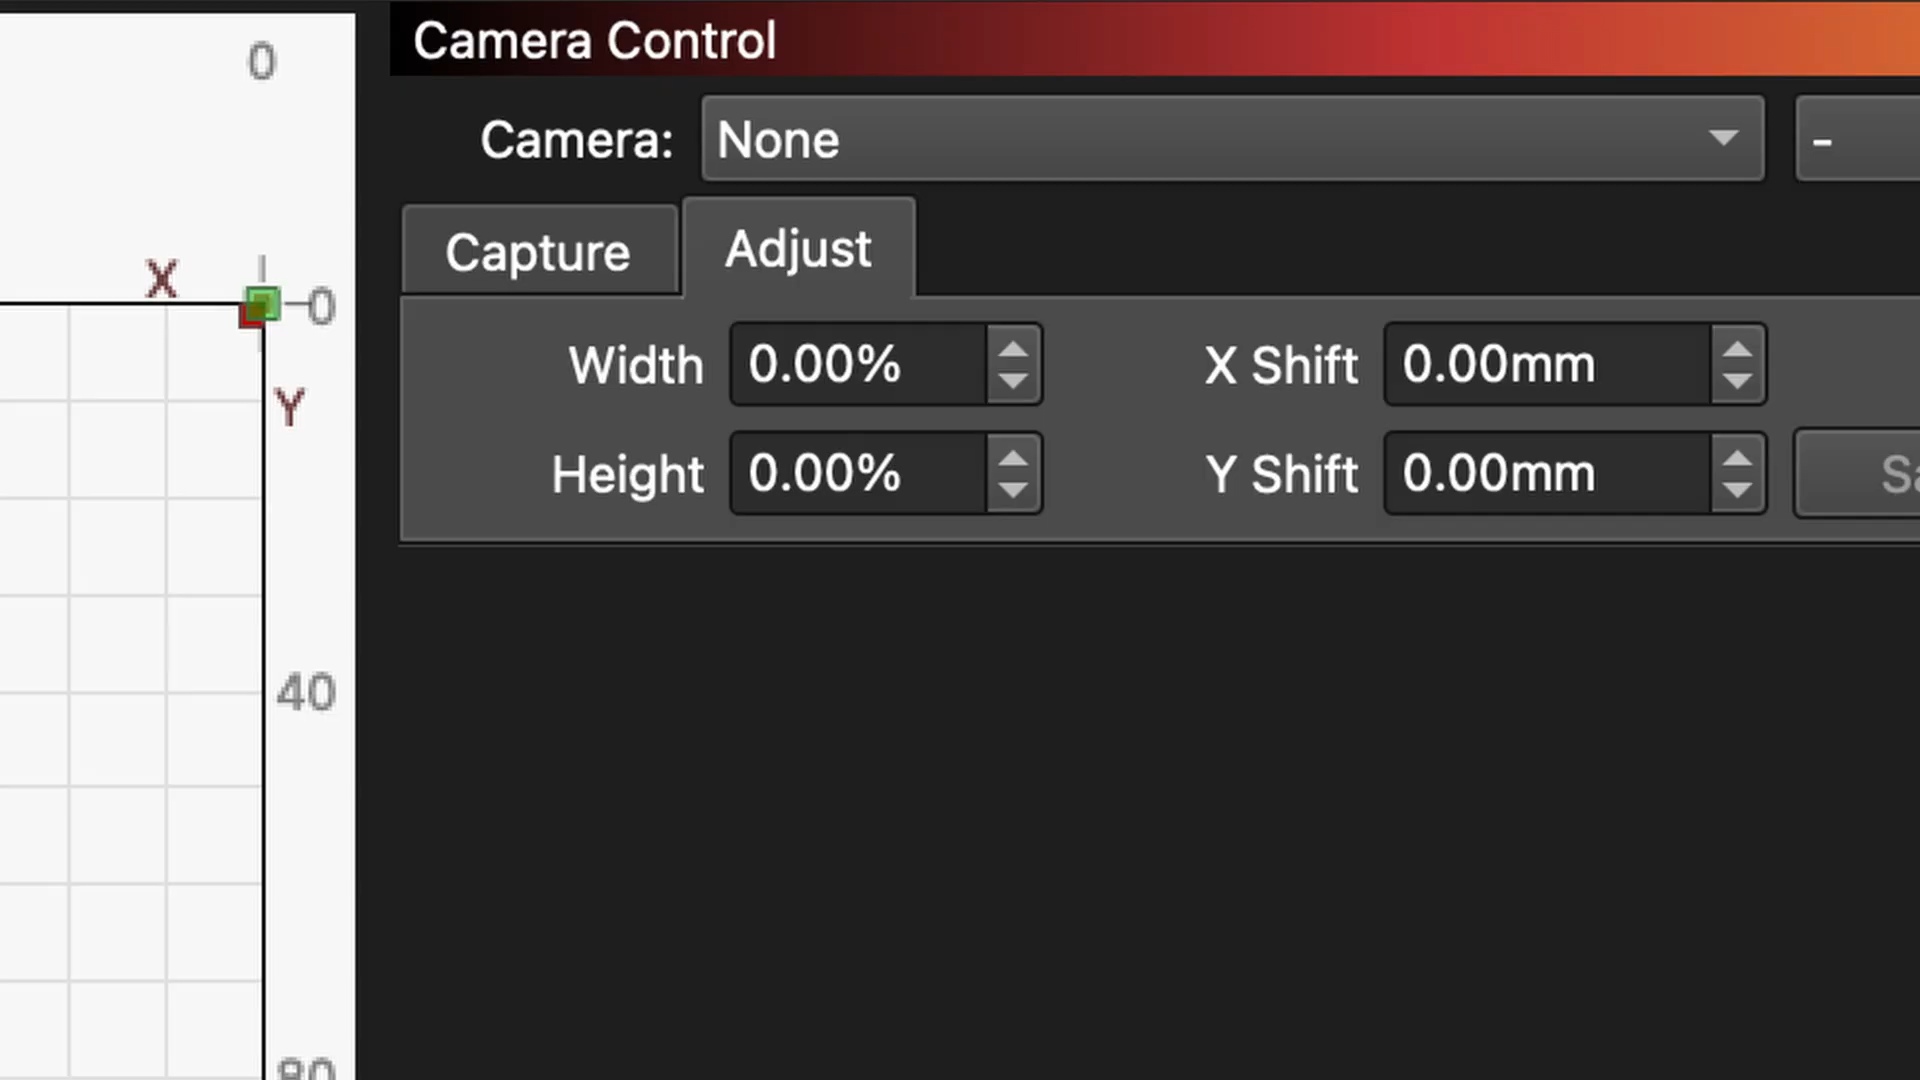 Camera Control
0
Camera: None -
Capture Adjust
X 0
Width 0.00% X Shift 0.00mm
Y
Height 0.00% Y Shift 0.00mm
40
80